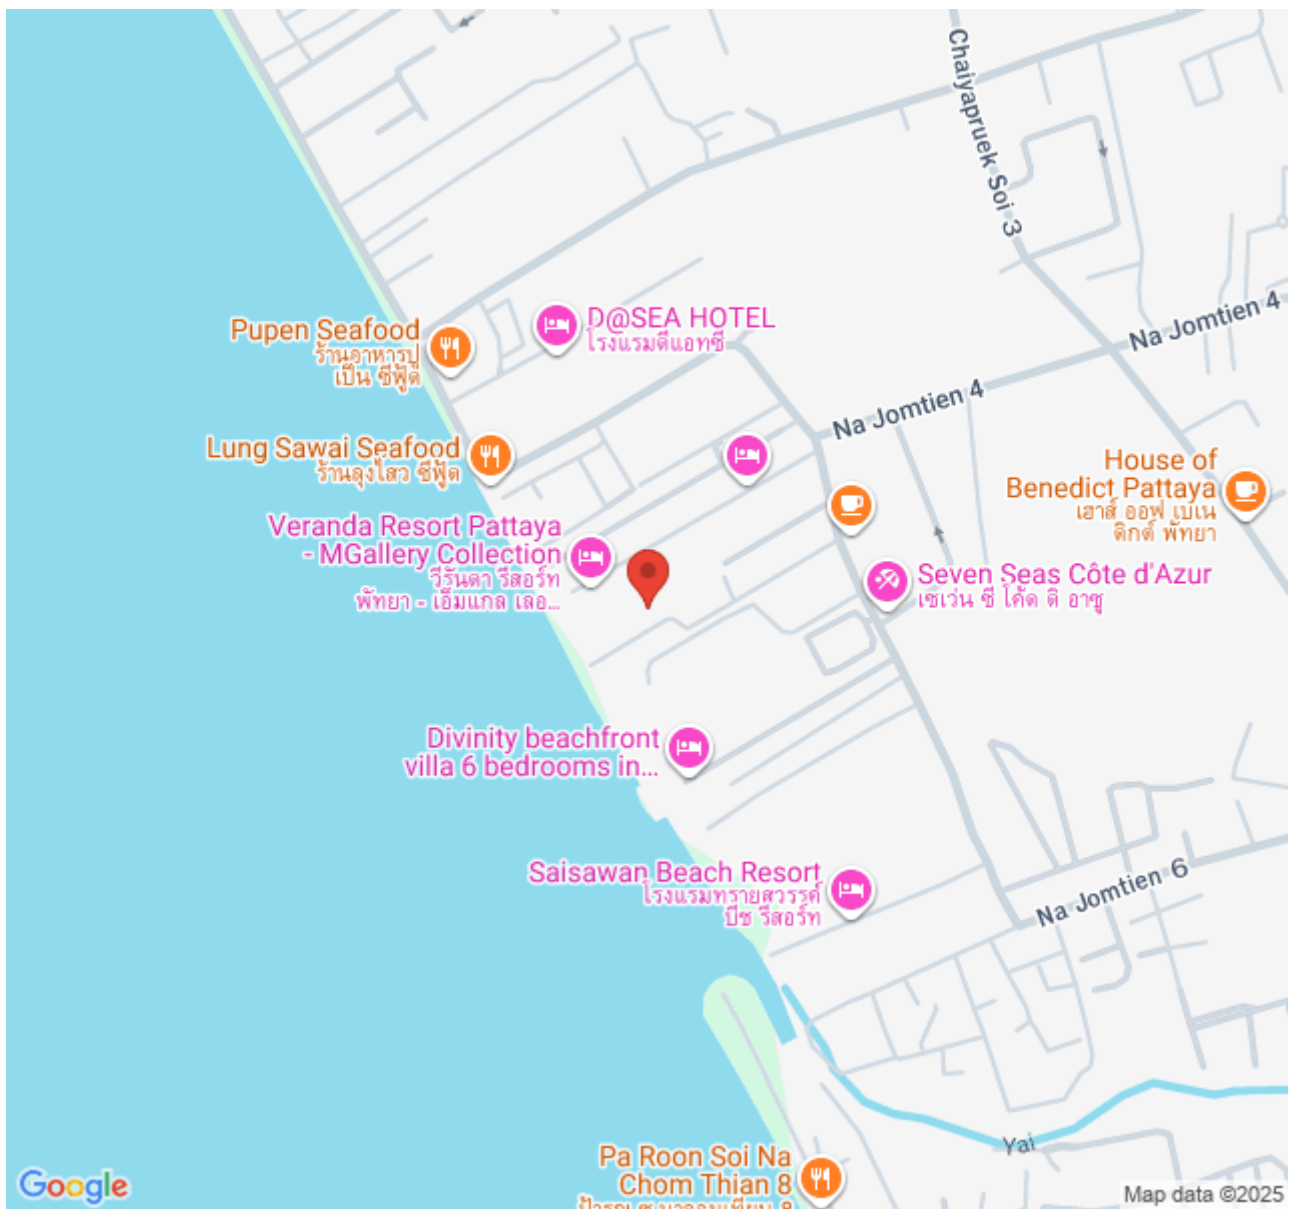 Chaiyapruek Soi 3
Na Jomtien 4
D@SEA HOTEL
โรงแรมดีแอทซี
Pupen Seafood
ร้านอาหารปู
เป็น ซีฟู้ด
Na Jomtien 4
Lung Sawai Seafood
ร้านลุงไสว ซีฟู้ด
House of
Benedict Pattaya
เฮาส์ ออฟ เบเน
ดิกต์ พัทยา
Veranda Resort Pattaya
- MGallery Collection
วีรันดา รีสอร์ท
พัทยา - เอ็มแกล เลอ...
Seven Seas Côte d'Azur
เซเว่น ซี โค้ด ดิ อาซู
Divinity beachfront
villa 6 bedrooms in...
Saisawan Beach Resort
โรงแรมทรายสวรรค์
บีช รีสอร์ท
Na Jomtien 6
Yai
Pa Roon Soi Na
Chom Thian 8
Google
Map data ©2025